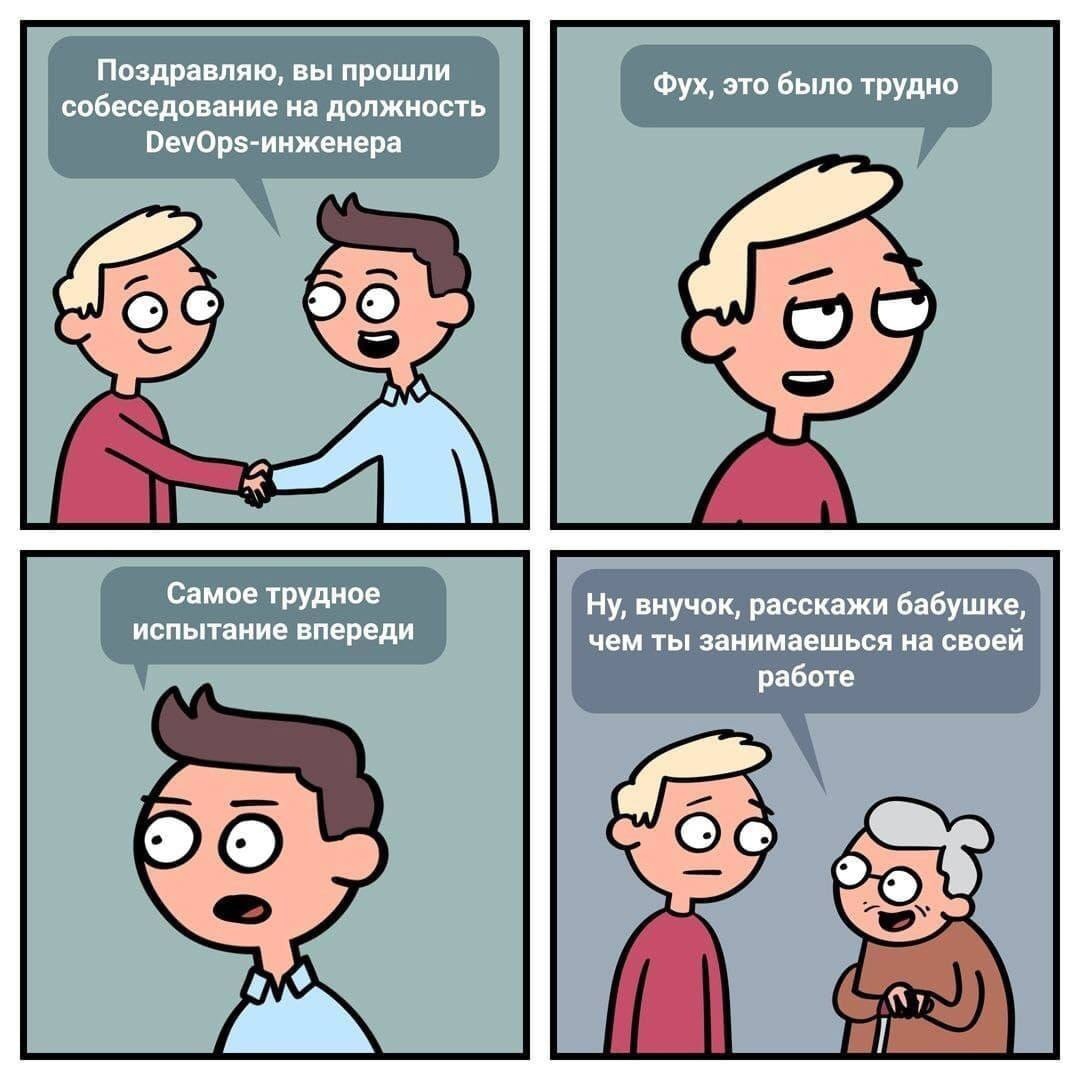 Поздравляю, вы прошли
собеседование на должность
DevOps-инженера
Фух, это было трудно
Самое трудное
испытание впереди
Ну, внучок, расскажи бабушке,
чем ты занимаешься на своей
работе